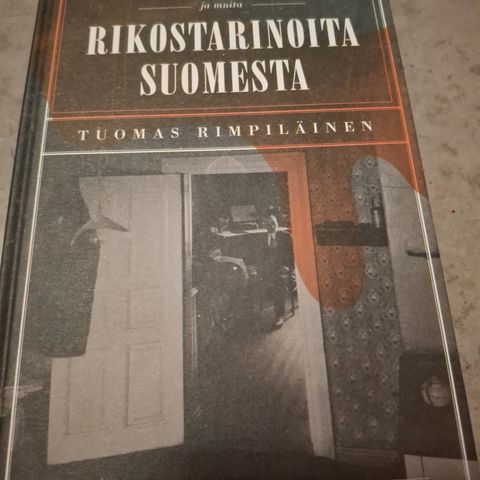 ja muita
RIKOSTARINOITA
SUOMESTA
TUOMAS RIMPILÄINEN